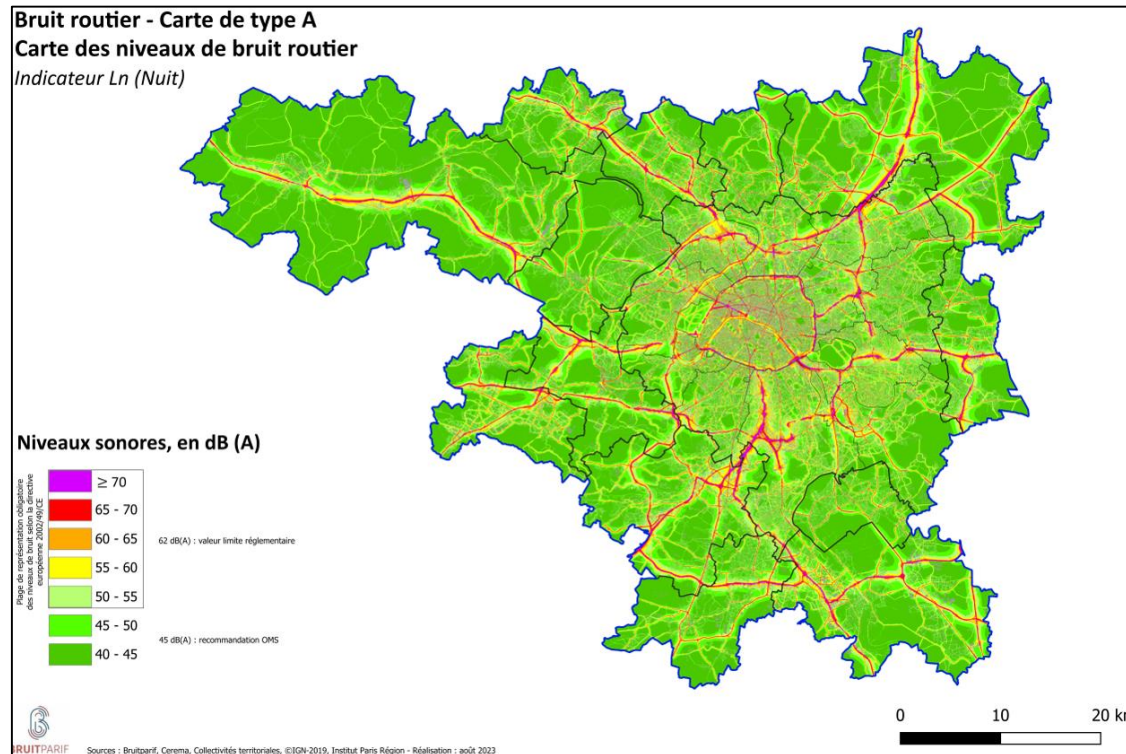 Bruit routier - Carte de type A
Carte des niveaux de bruit routier
Indicateur Ln (Nuit)
Niveaux sonores, en dB (A)
Plage de représentation obligatoire
des niveaux de bruit selon la directive
européenne 2002/49/CE
≥ 70
65 - 70
60 - 65
62 dB(A) : valeur limite réglementaire
55 - 60
50 - 55
45 - 50
45 dB(A) : recommandation OMS
40 - 45
0 10 20 km
BRUITPARIF
Sources : Bruitparif, Cerema, Collectivités territoriales, ©IGN-2019, Institut Paris Région - Réalisation : août 2023